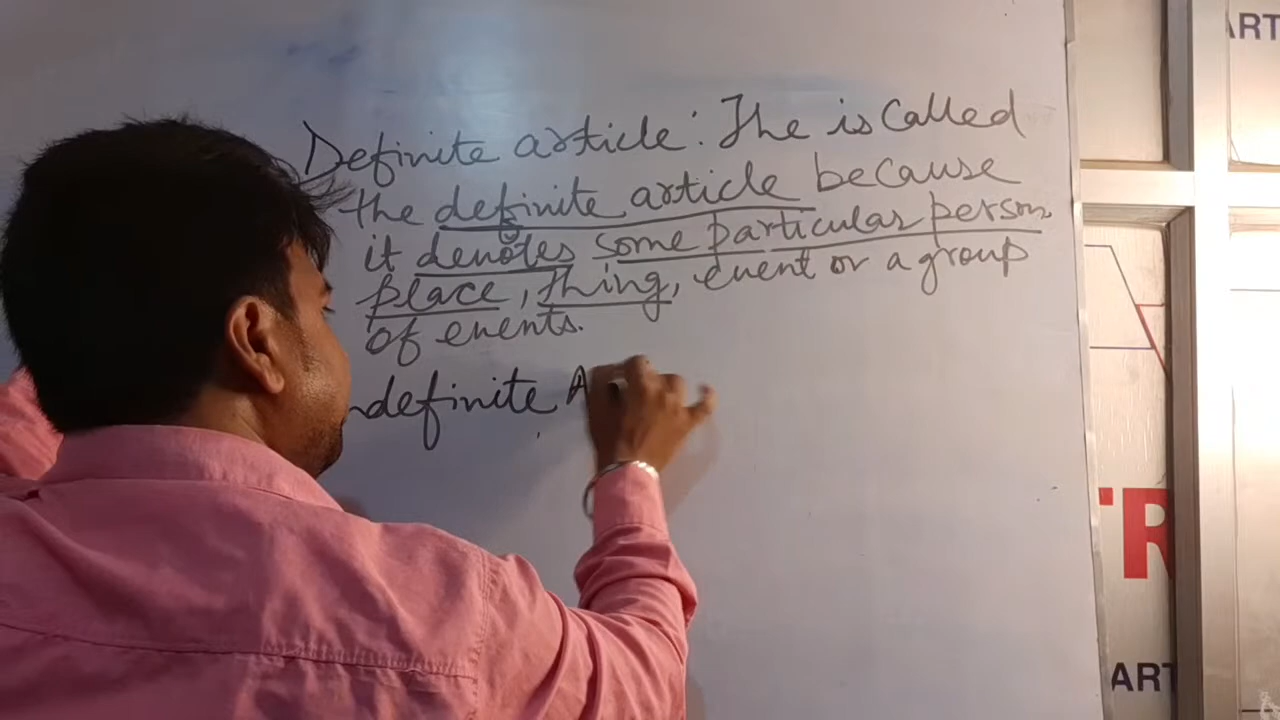 Definite article: The is called
the definite article because
it denotes some particular person
place, thing, event or a group
of events.
ndefinite A
ART
TR
ART